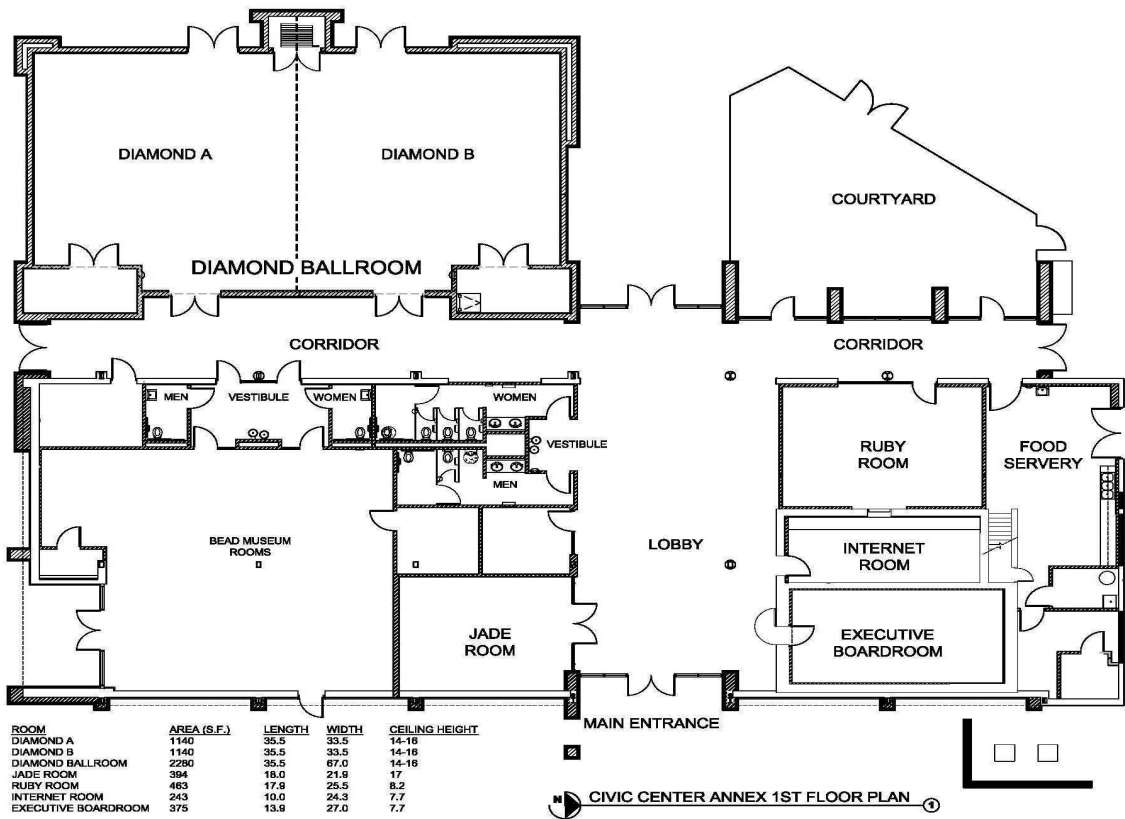 DIAMOND A
DIAMOND B
COURTYARD
DIAMOND BALLROOM
CORRIDOR
CORRIDOR
MEN
VESTIBULE
WOMEN
WOMEN
VESTIBULE
MEN
RUBY
ROOM
FOOD
SERVERY
BEAD MUSEUM
ROOMS
LOBBY
INTERNET
ROOM
JADE
ROOM
EXECUTIVE
BOARDROOM
MAIN ENTRANCE
ROOM AREA (S.F.) LENGTH WIDTH CEILING HEIGHT
DIAMOND A 1140 35.5 33.5 14-16
DIAMOND B 1140 35.5 33.5 14-16
DIAMOND BALLROOM 2280 35.5 67.0 14-16
JADE ROOM 394 18.0 21.9 17
RUBY ROOM 463 17.9 25.5 8.2
INTERNET ROOM 243 10.0 24.3 7.7
EXECUTIVE BOARDROOM 375 13.9 27.0 7.7
N CIVIC CENTER ANNEX 1ST FLOOR PLAN 1